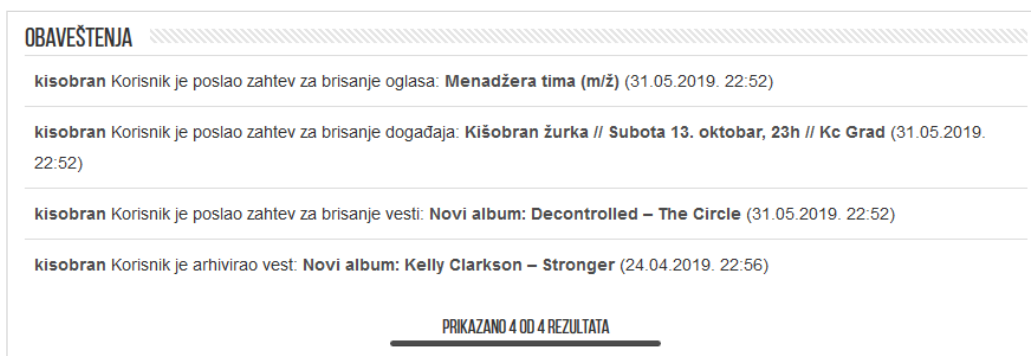 OBAVEŠTENJA
kisobran Korisnik je poslao zahtev za brisanje oglasa: Menadžera tima (m/ž) (31.05.2019. 22:52)
kisobran Korisnik je poslao zahtev za brisanje događaja: Kišobran žurka // Subota 13. oktobar, 23h // Kc Grad (31.05.2019.
22:52)
kisobran Korisnik je poslao zahtev za brisanje vesti: Novi album: Decontrolled – The Circle (31.05.2019. 22:52)
kisobran Korisnik je arhivirao vest: Novi album: Kelly Clarkson – Stronger (24.04.2019. 22:56)
PRIKAZANO 4 OD 4 REZULTATA